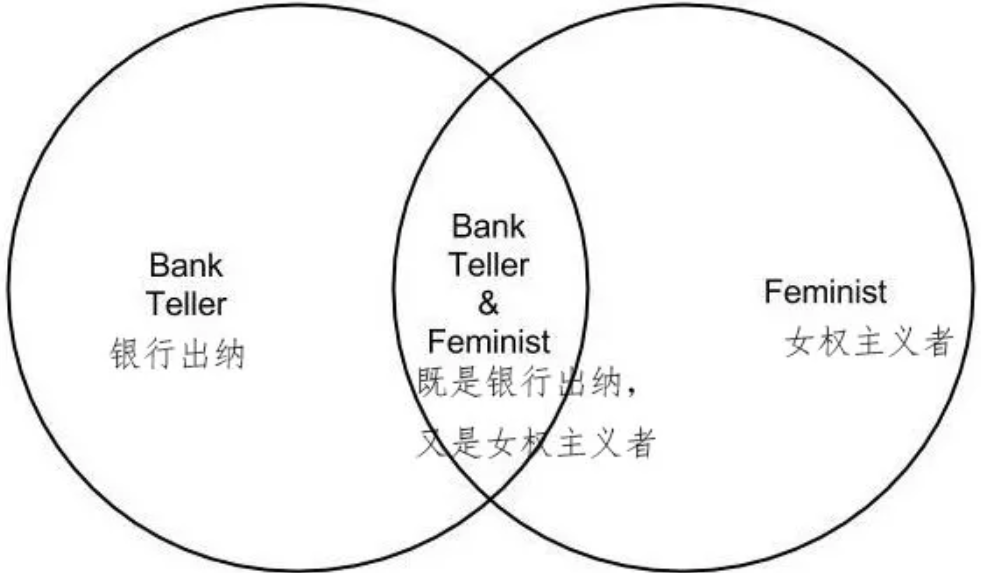 Bank
Teller
银行出纳
Bank
Teller
&
Feminist
既是银行出纳，
又是女权主义者
Feminist
女权主义者